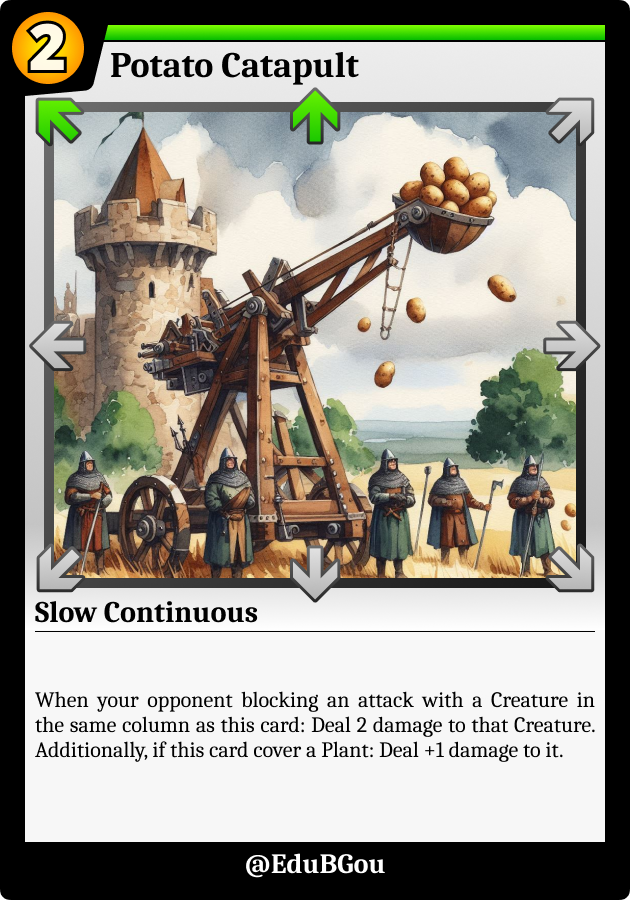 2
Potato Catapult
Slow Continuous
When your opponent blocking an attack with a Creature in
the same column as this card: Deal 2 damage to that Creature.
Additionally, if this card cover a Plant: Deal +1 damage to it.
@EduBGou